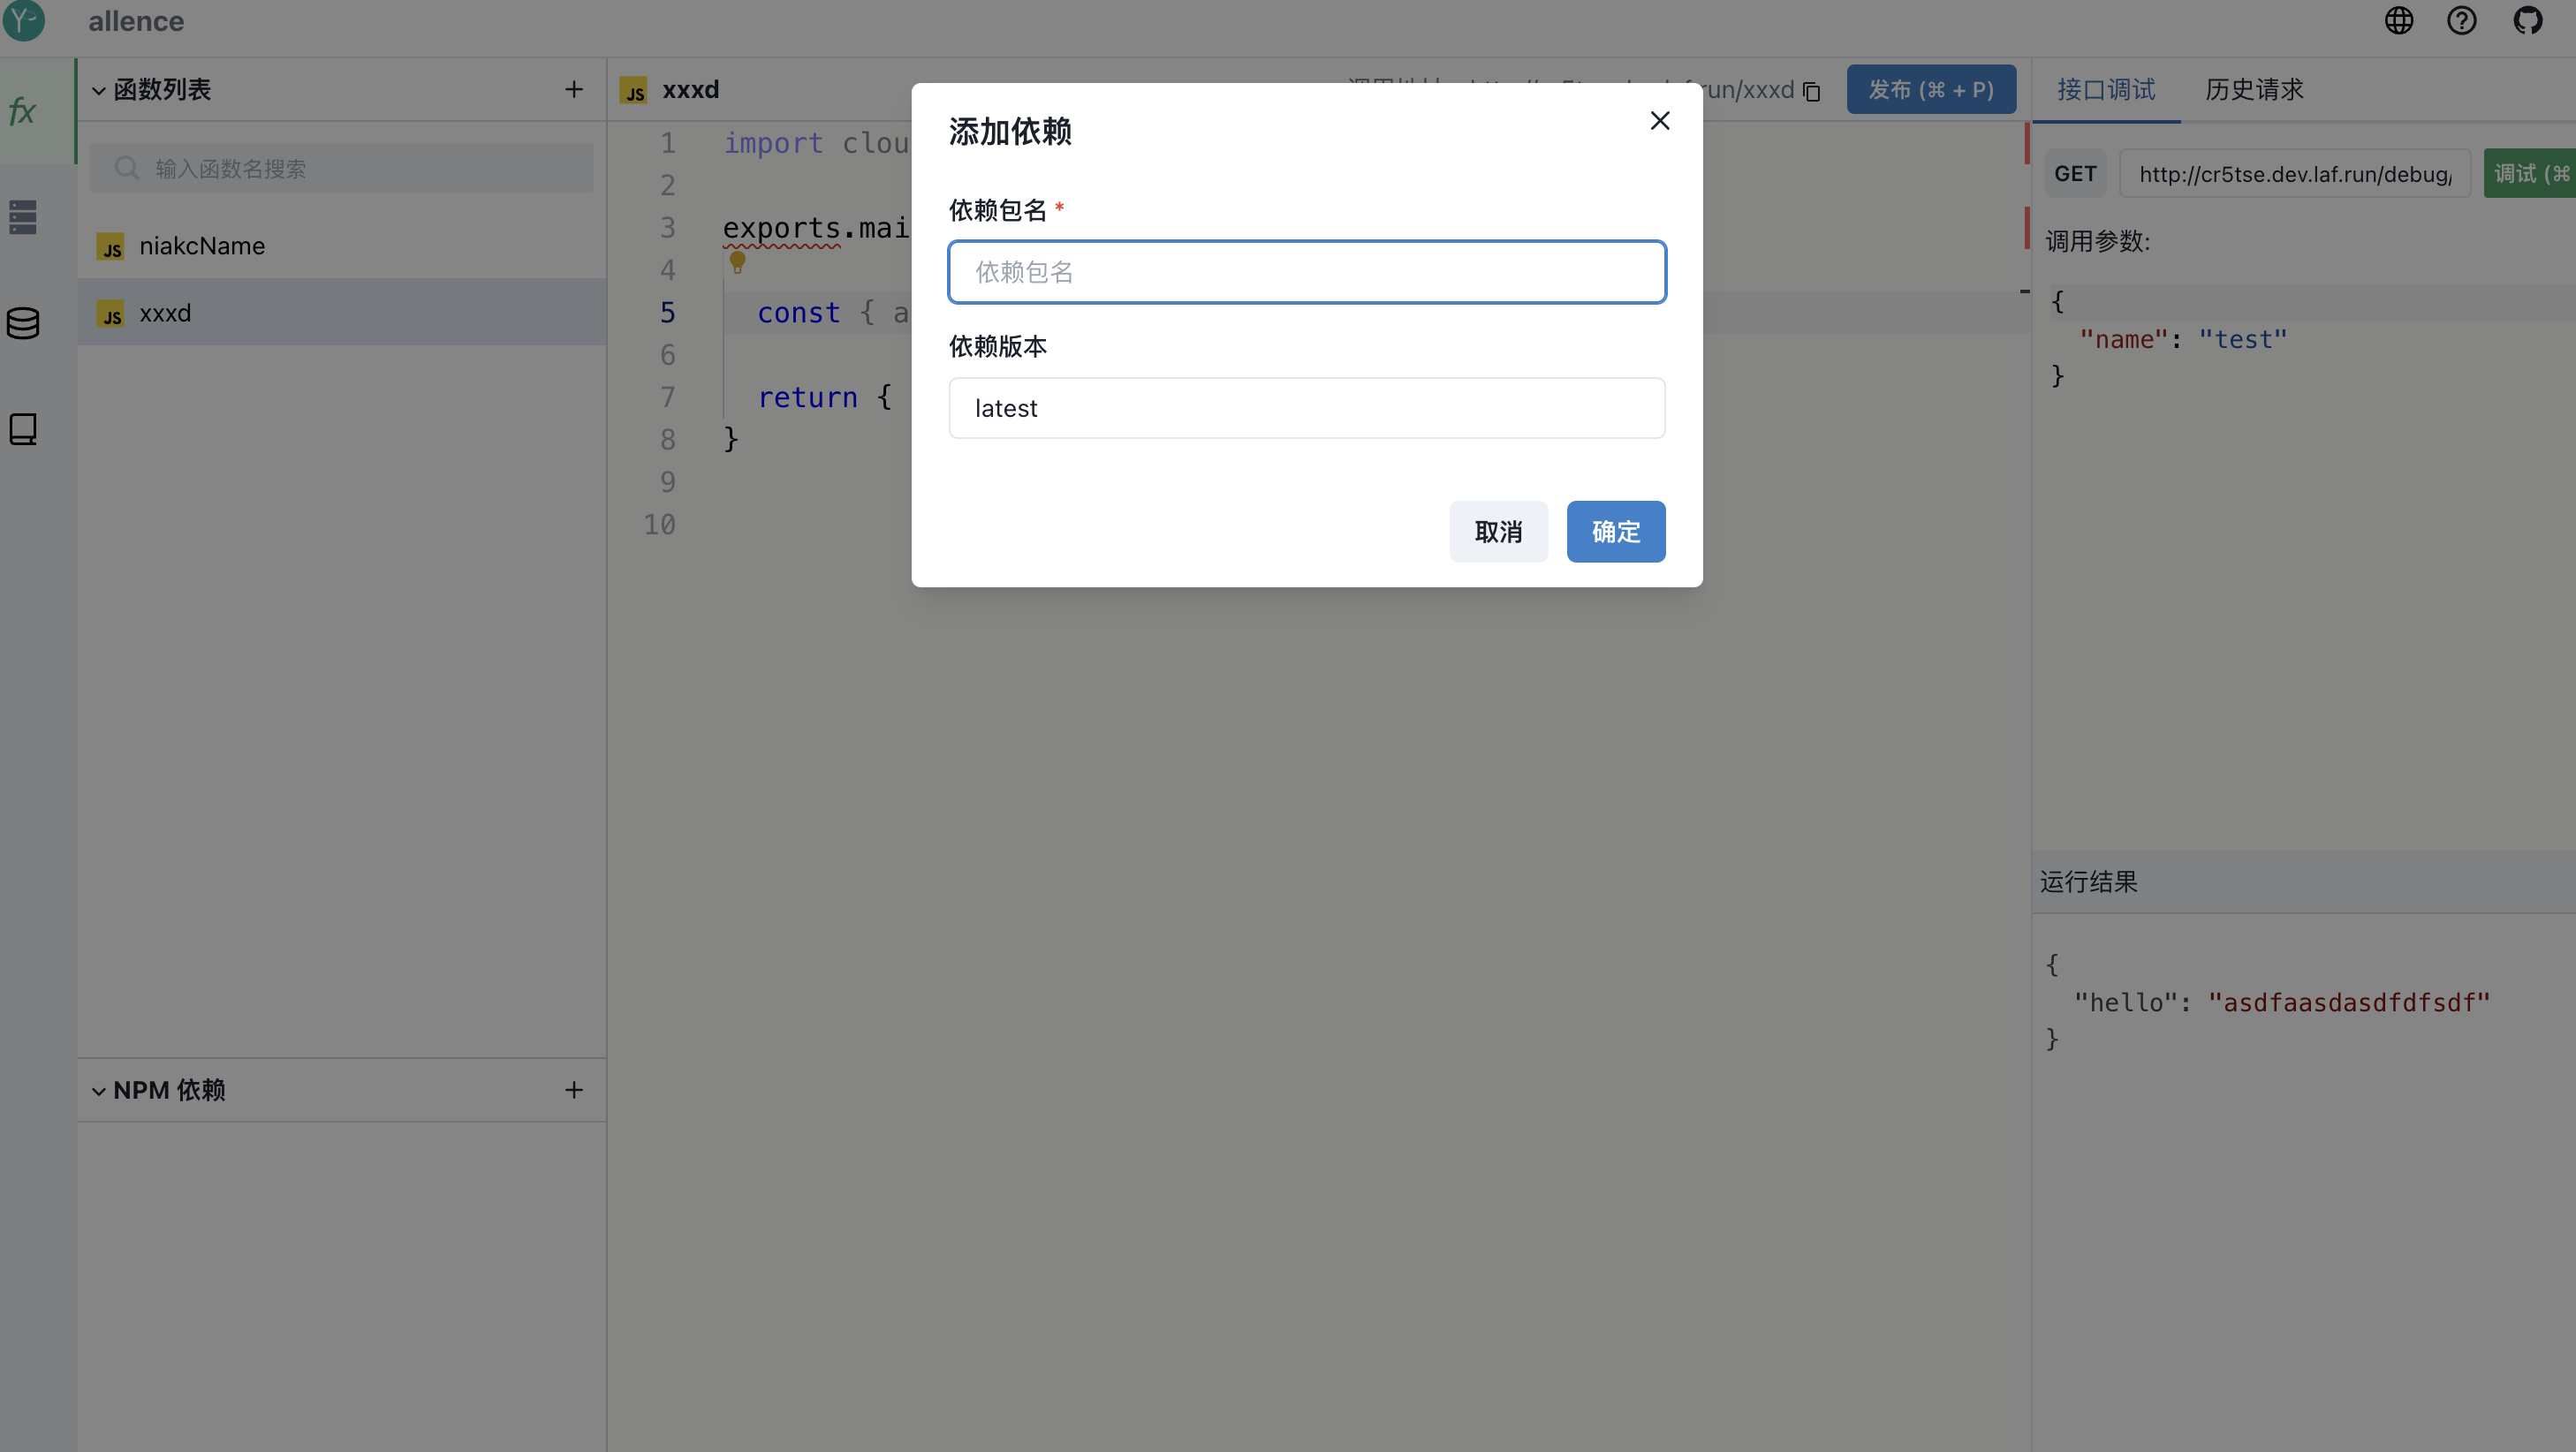 allence
函数列表
输入函数名搜索
JS niakcName
JS xxxd
NPM 依赖
JS xxxd
run/xxxd
发布 (⌘ + P)
1 import clou
2
3 exports.mai
4
5 const { a
6
7 return {
8 }
9
10
添加依赖
依赖包名 *
依赖包名
依赖版本
latest
取消
确定
接口调试
历史请求
GET
http://cr5tse.dev.laf.run/debug/
调试 (⌘
调用参数:
{
"name": "test"
}
运行结果
{
"hello": "asdfaasdasdfdfsdf"
}